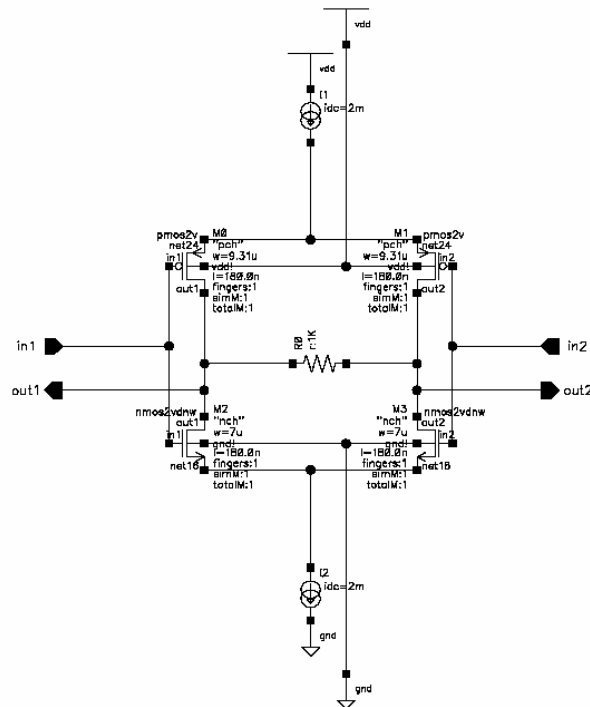 vdd
vdd
I1
idc=2m
M0
pmos2v
"pch"
net24
w=9.31u
in1
vdd!
l=180.0n
fingers:1
out1
simM:1
totalM:1
M1
pmos2v
"pch"
net24
w=9.31u
vdd!
in2
l=180.0n
fingers:1
out2
simM:1
totalM:1
R0
r:1K
in1
in2
out1
out2
M2
nmos2vdnw
"nch"
out1
w=7u
in1
gnd!
l=180.0n
fingers:1
net16
simM:1
totalM:1
M3
nmos2vdnw
"nch"
out2
w=7u
gnd!
in2
l=180.0n
fingers:1
net16
simM:1
totalM:1
I2
idc=2m
gnd
gnd